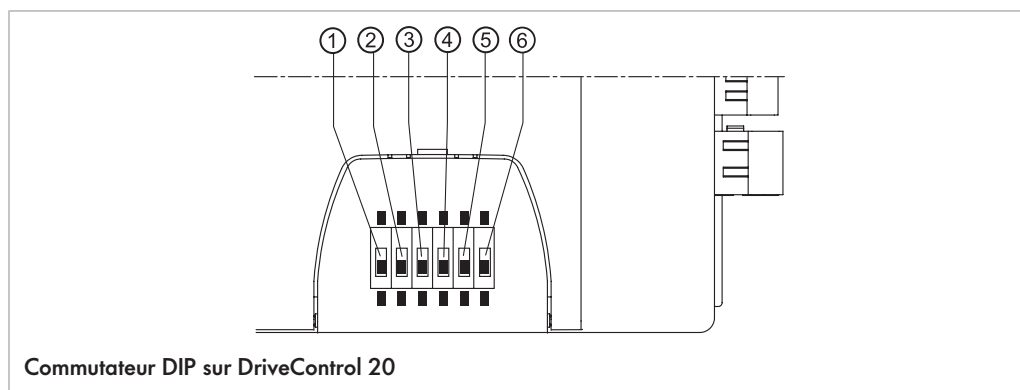 ① ② ③ ④ ⑤ ⑥
Commutateur DIP sur DriveControl 20